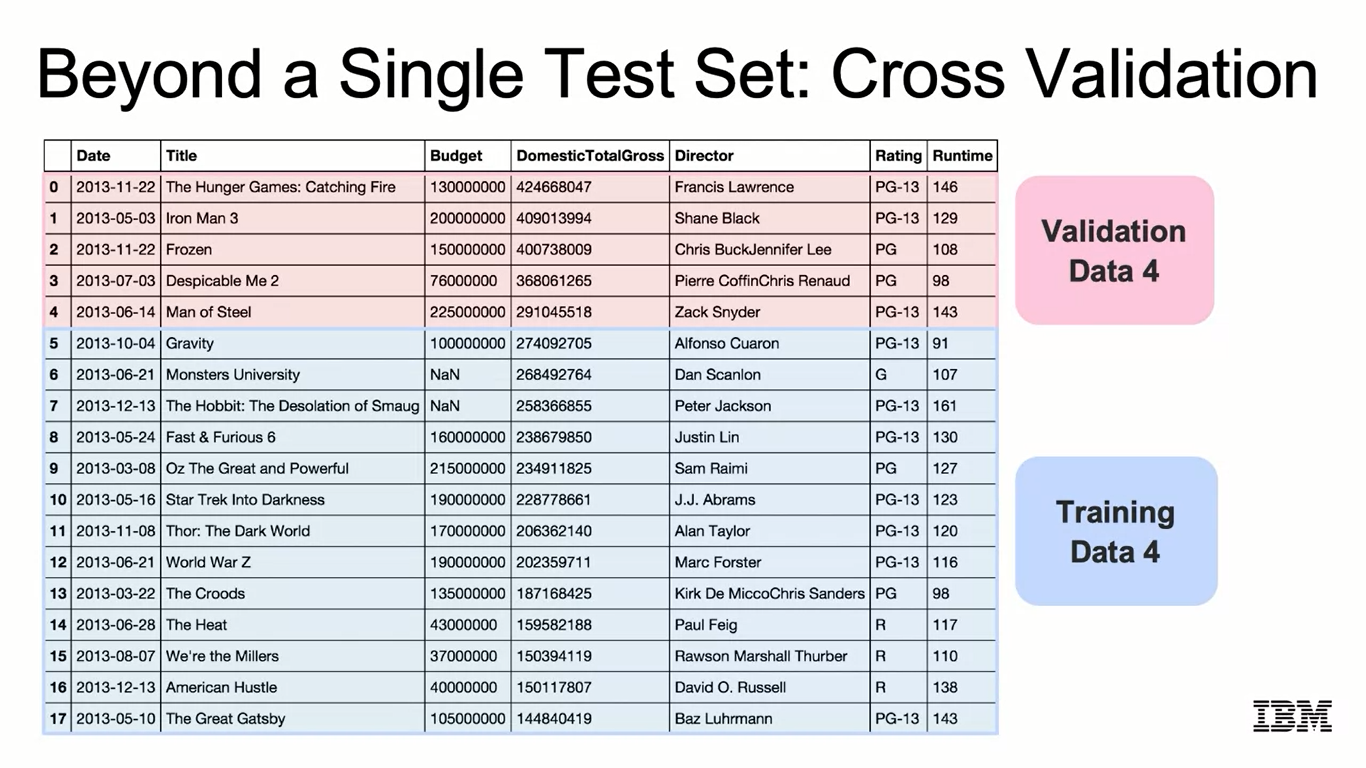 Beyond a Single Test Set: Cross Validation
Date Title Budget DomesticTotalGross Director Rating Runtime
0 2013-11-22 The Hunger Games: Catching Fire 130000000 424668047 Francis Lawrence PG-13 146
1 2013-05-03 Iron Man 3 200000000 409013994 Shane Black PG-13 129
2 2013-11-22 Frozen 150000000 400738009 Chris BuckJennifer Lee PG 108
3 2013-07-03 Despicable Me 2 76000000 368061265 Pierre CoffinChris Renaud PG 98
4 2013-06-14 Man of Steel 225000000 291045518 Zack Snyder PG-13 143
5 2013-10-04 Gravity 100000000 274092705 Alfonso Cuaron PG-13 91
6 2013-06-21 Monsters University NaN 268492764 Dan Scanlon G 107
7 2013-12-13 The Hobbit: The Desolation of Smaug NaN 258366855 Peter Jackson PG-13 161
8 2013-05-24 Fast & Furious 6 160000000 238679850 Justin Lin PG-13 130
9 2013-03-08 Oz The Great and Powerful 215000000 234911825 Sam Raimi PG 127
10 2013-05-16 Star Trek Into Darkness 190000000 228778661 J.J. Abrams PG-13 123
11 2013-11-08 Thor: The Dark World 170000000 206362140 Alan Taylor PG-13 120
12 2013-06-21 World War Z 190000000 202359711 Marc Forster PG-13 116
13 2013-03-22 The Croods 135000000 187168425 Kirk De MiccoChris Sanders PG 98
14 2013-06-28 The Heat 43000000 159582188 Paul Feig R 117
15 2013-08-07 We're the Millers 37000000 150394119 Rawson Marshall Thurber R 110
16 2013-12-13 American Hustle 40000000 150117807 David O. Russell R 138
17 2013-05-10 The Great Gatsby 105000000 144840419 Baz Luhrmann PG-13 143
Validation
Data 4
Training
Data 4
IBM